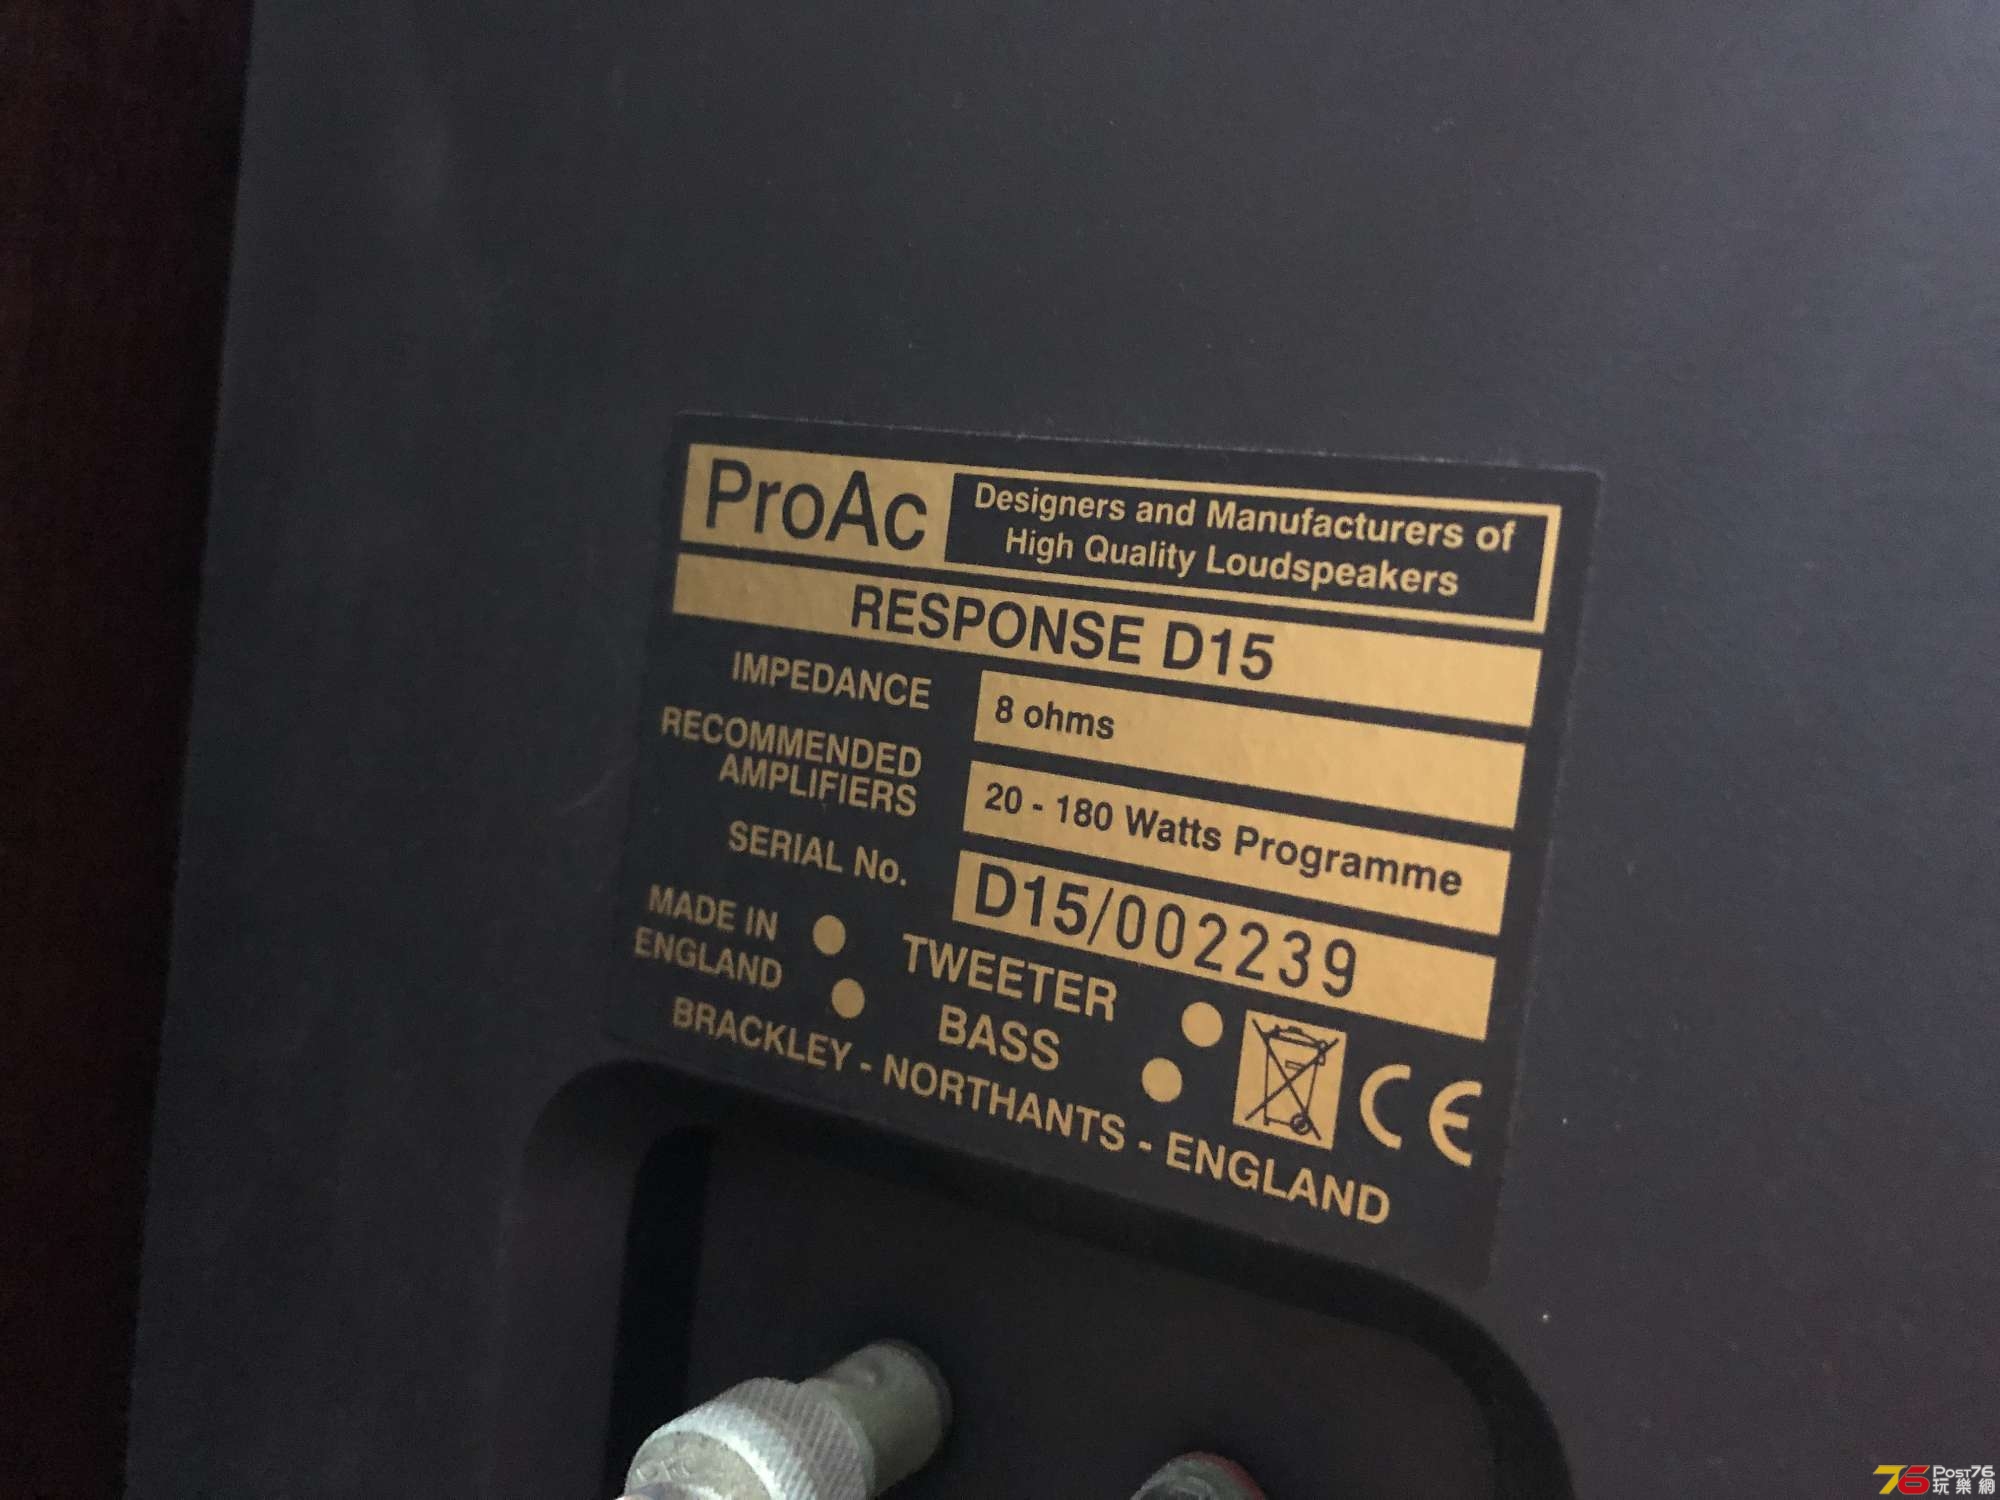 ProAc
Designers and Manufacturers of
High Quality Loudspeakers
RESPONSE D15
IMPEDANCE
8 ohms
RECOMMENDED
AMPLIFIERS
20 - 180 Watts Programme
SERIAL No.
D15/002239
MADE IN
ENGLAND
TWEETER
BASS
CE
BRACKLEY - NORTHANTS - ENGLAND
76 POST76
玩樂網